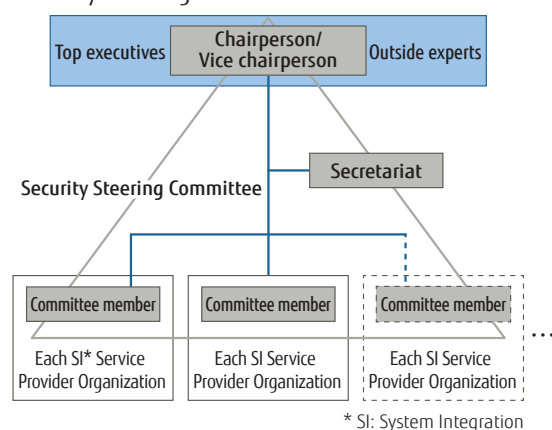 Top executives
Chairperson/
Vice chairperson
Outside experts
Secretariat
Security Steering Committee
Committee member
Committee member
Committee member
Each SI* Service
Provider Organization
Each SI Service
Provider Organization
Each SI Service
Provider Organization
...
* SI: System Integration